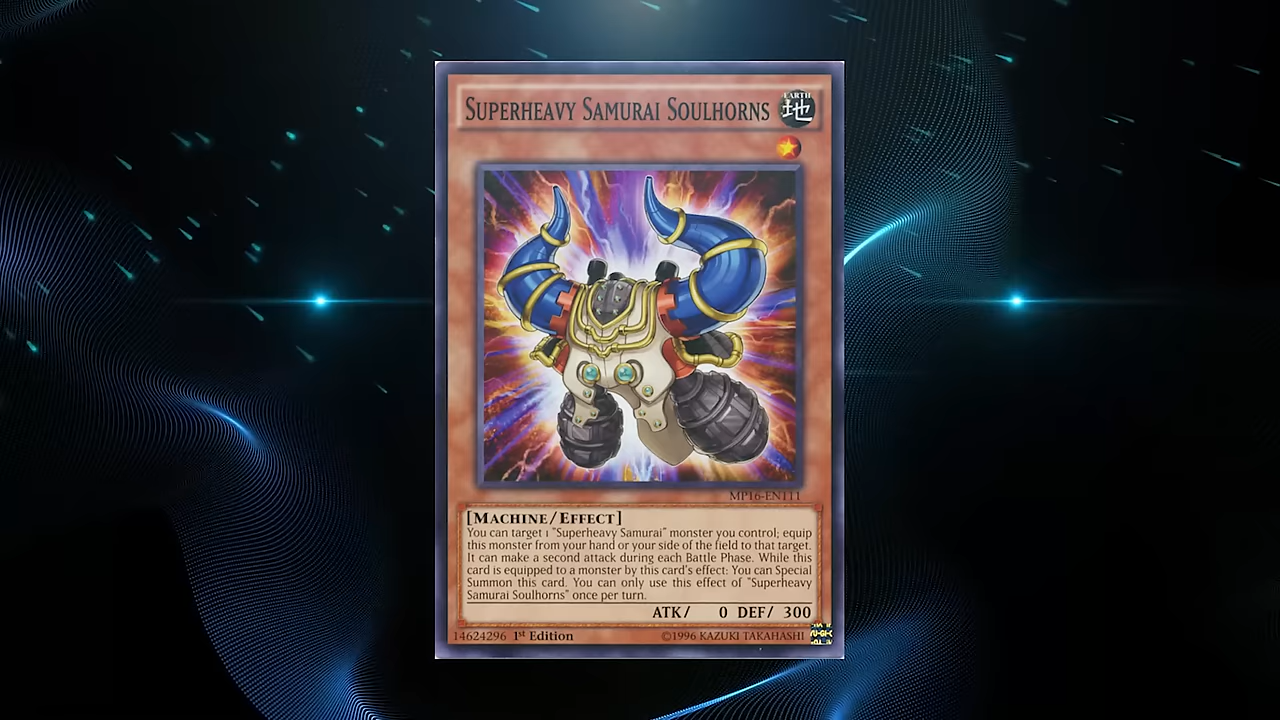 SUPERHEAVY SAMURAI SOULHORNS
EARTH
地
MP16-EN111
[MACHINE/EFFECT]
You can target 1 "Superheavy Samurai" monster you control; equip
this monster from your hand or your side of the field to that target.
It can make a second attack during each Battle Phase. While this
card is equipped to a monster by this card's effect: You can Special
Summon this card. You can only use this effect of "Superheavy
Samurai Soulhorns" once per turn.
ATK/ 0 DEF/ 300
14624296 1st Edition ©1996 KAZUKI TAKAHASHI